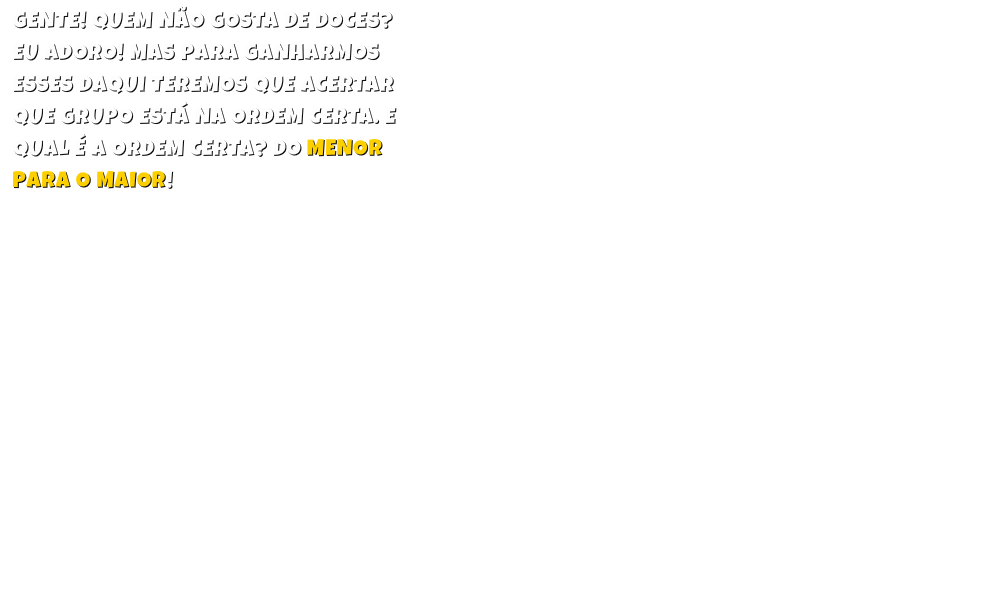 GENTE! QUEM NÃO GOSTA DE DOCES?
EU ADORO! MAS PARA GANHARMOS
ESSES DAQUI TEREMOS QUE ACERTAR
QUE GRUPO ESTÁ NA ORDEM CERTA. E
QUAL É A ORDEM CERTA? DO MENOR
PARA O MAIOR!